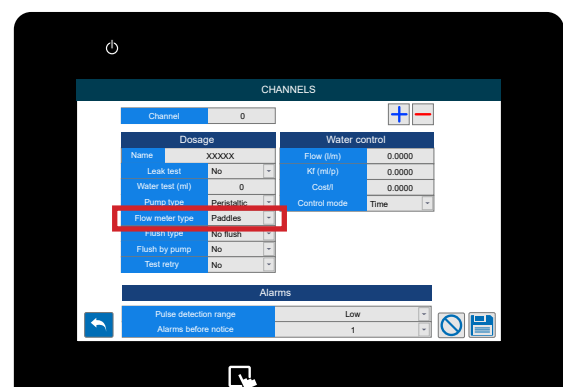 CHANNELS
Channel 0
Dosage
Name XXXXX
Leak test No
Water test (ml) 0
Pump type Peristaltic
Flow meter type Paddles
Flush type No flush
Flush by pump No
Test retry No
Water control
Flow (l/m) 0.0000
Kf (ml/p) 0.0000
Cost/l 0.0000
Control mode Time
Alarms
Pulse detection range Low
Alarms before notice 1